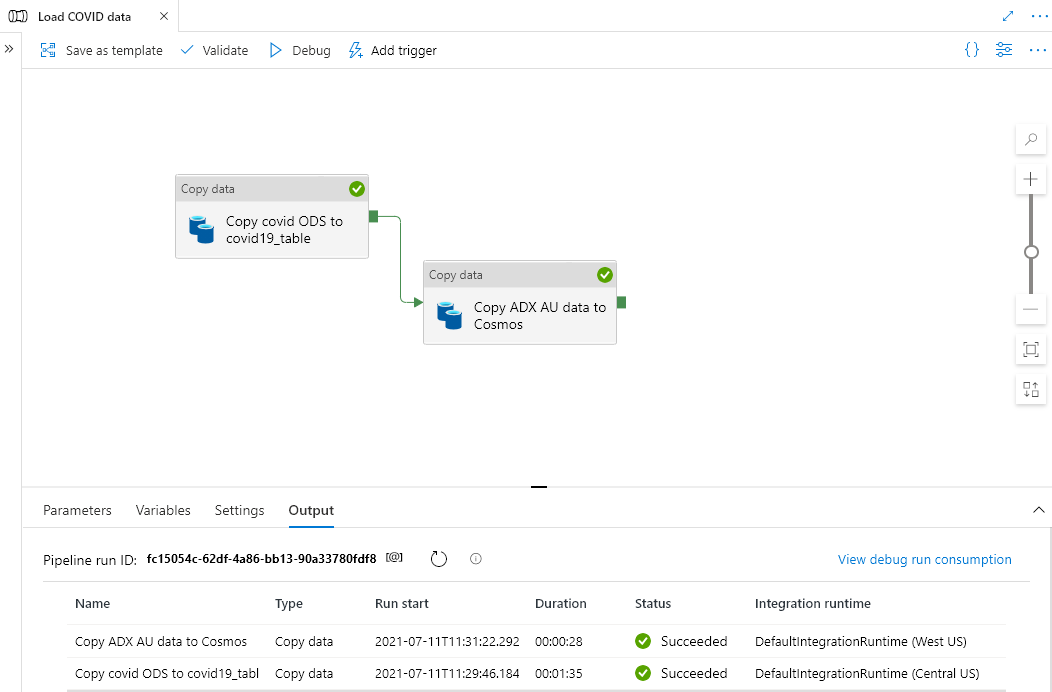 Load COVID data
Save as template Validate Debug Add trigger
Copy data
Copy covid ODS to
covid19_table
Copy data
Copy ADX AU data to
Cosmos
Parameters Variables Settings Output
Pipeline run ID: fc15054c-62df-4a86-bb13-90a33780fdf8 [@] View debug run consumption
Name Type Run start Duration Status Integration runtime
Copy ADX AU data to Cosmos Copy data 2021-07-11T11:31:22.292 00:00:28 Succeeded DefaultIntegrationRuntime (West US)
Copy covid ODS to covid19_tabl Copy data 2021-07-11T11:29:46.184 00:01:35 Succeeded DefaultIntegrationRuntime (Central US)